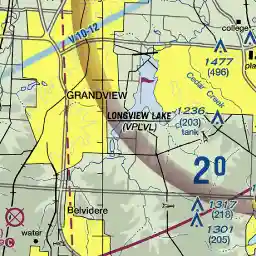 college
V-10-12
1477
(496)
Cedar Creek
GRANDVIEW
LONGVIEW LAKE
(VPLVL)
1236
(203)
tank
2⁰
1317
(218)
Belvidere
1301
(205)
water